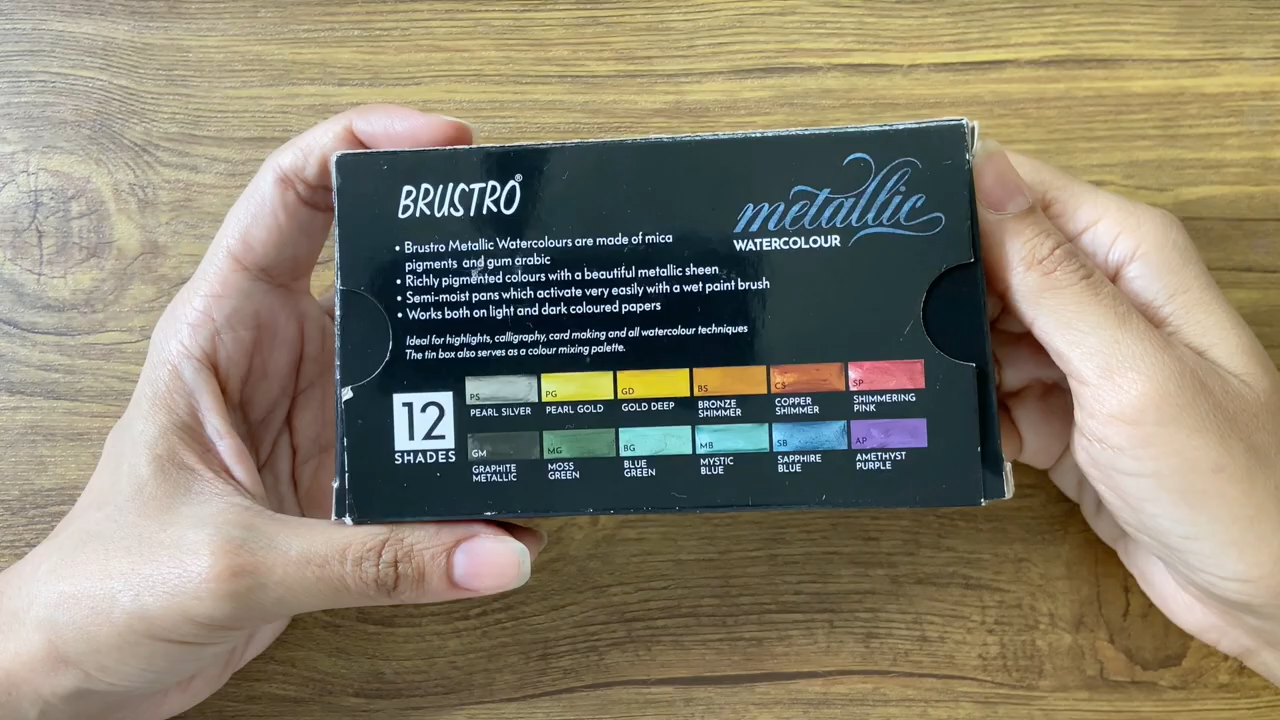 BRUSTRO®
metallic
WATERCOLOUR
• Brustro Metallic Watercolours are made of mica
pigments and gum arabic
• Richly pigmented colours with a beautiful metallic sheen
• Semi-moist pans which activate very easily with a wet paint brush
• Works both on light and dark coloured papers
Ideal for highlights, calligraphy, card making and all watercolour techniques
The tin box also serves as a colour mixing palette.
12
SHADES
PS PG GD BS CS SP
PEARL SILVER PEARL GOLD GOLD DEEP BRONZE COPPER SHIMMERING
SHIMMER SHIMMER PINK
GM MG BG MB SB AP
GRAPHITE MOSS BLUE MYSTIC SAPPHIRE AMETHYST
METALLIC GREEN GREEN BLUE BLUE PURPLE